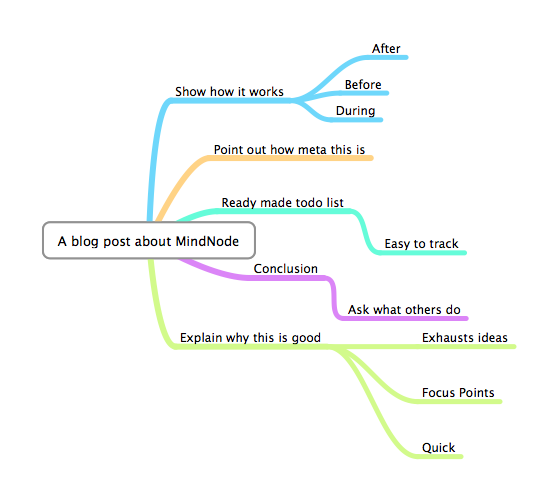 After
Show how it works
Before
During
Point out how meta this is
Ready made todo list
A blog post about MindNode
Easy to track
Conclusion
Ask what others do
Explain why this is good
Exhausts ideas
Focus Points
Quick